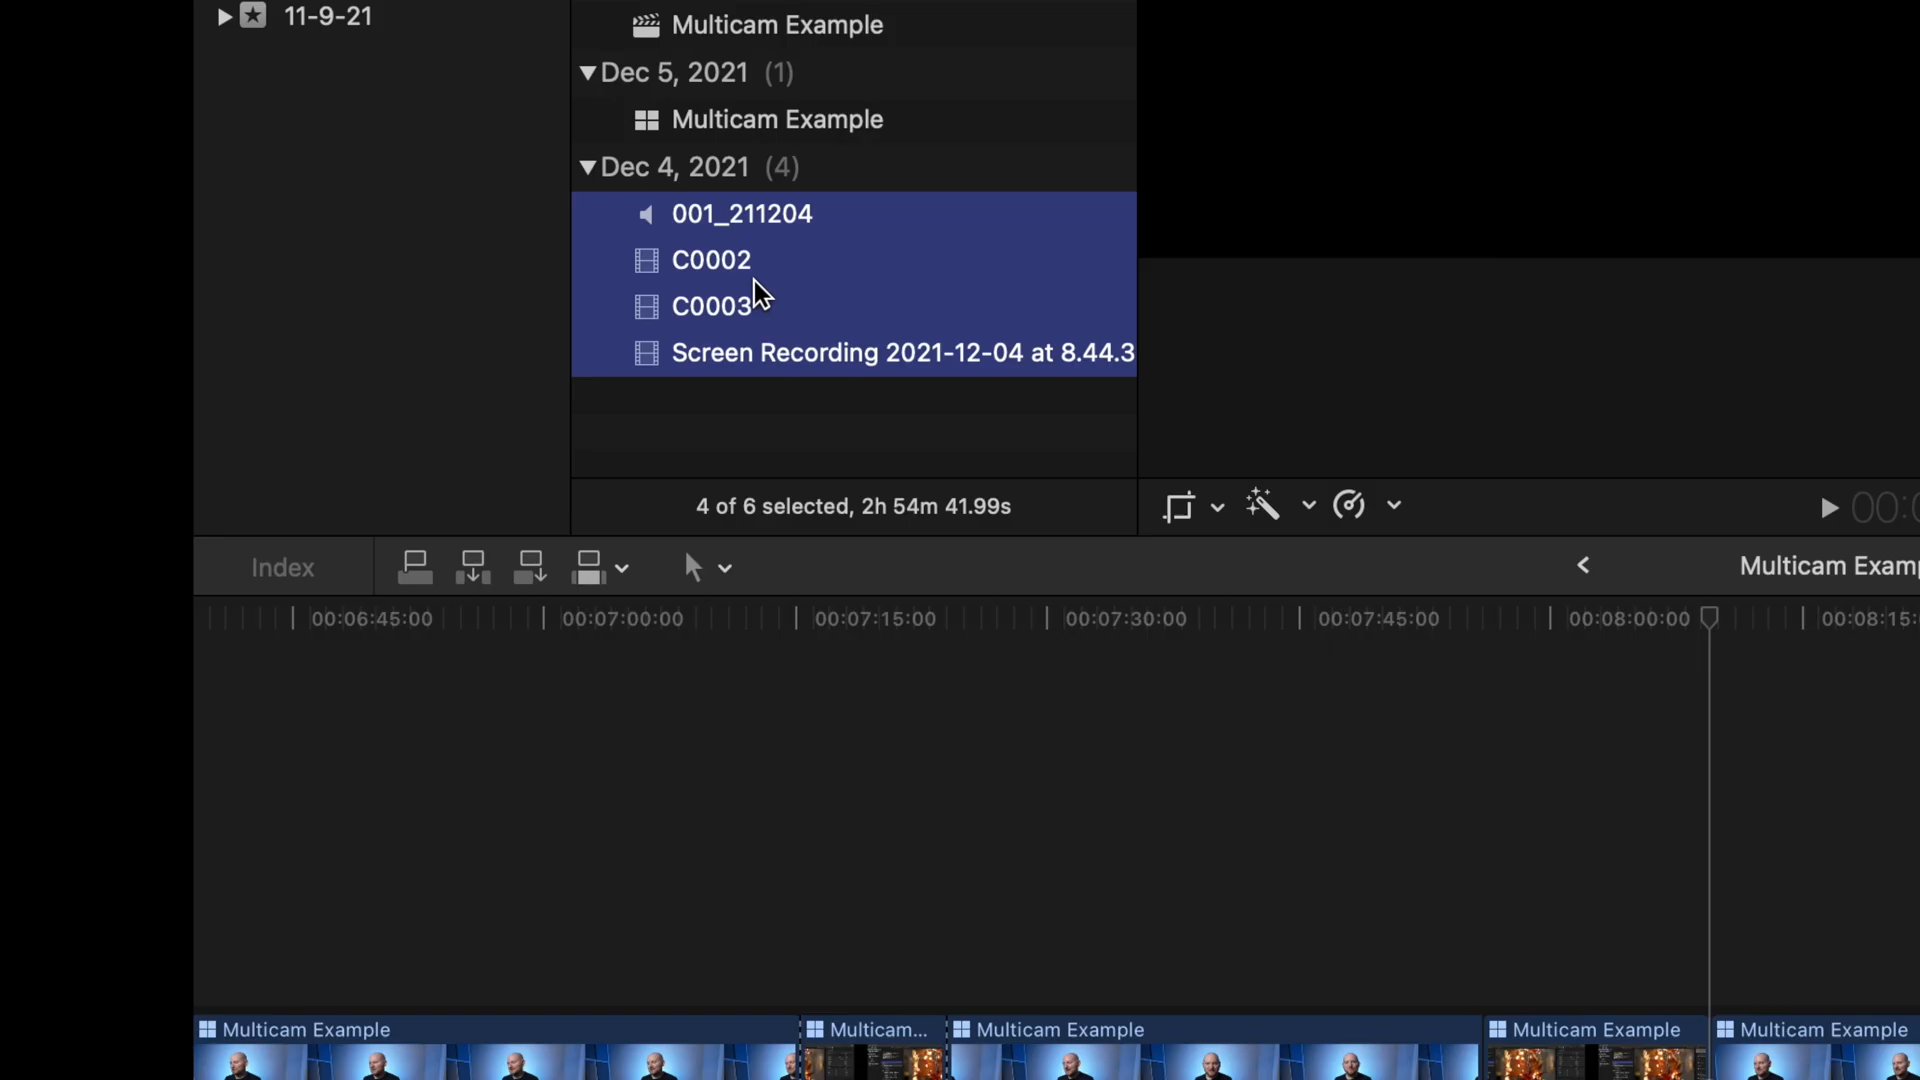 11-9-21
Multicam Example
Dec 5, 2021 (1)
Multicam Example
Dec 4, 2021 (4)
001_211204
C0002
C0003
Screen Recording 2021-12-04 at 8.44.3
4 of 6 selected, 2h 54m 41.99s
00:0
Index
Multicam Examp
00:06:45:00 00:07:00:00 00:07:15:00 00:07:30:00 00:07:45:00 00:08:00:00 00:08:15:
Multicam Example Multicam... Multicam Example Multicam Example Multicam Example